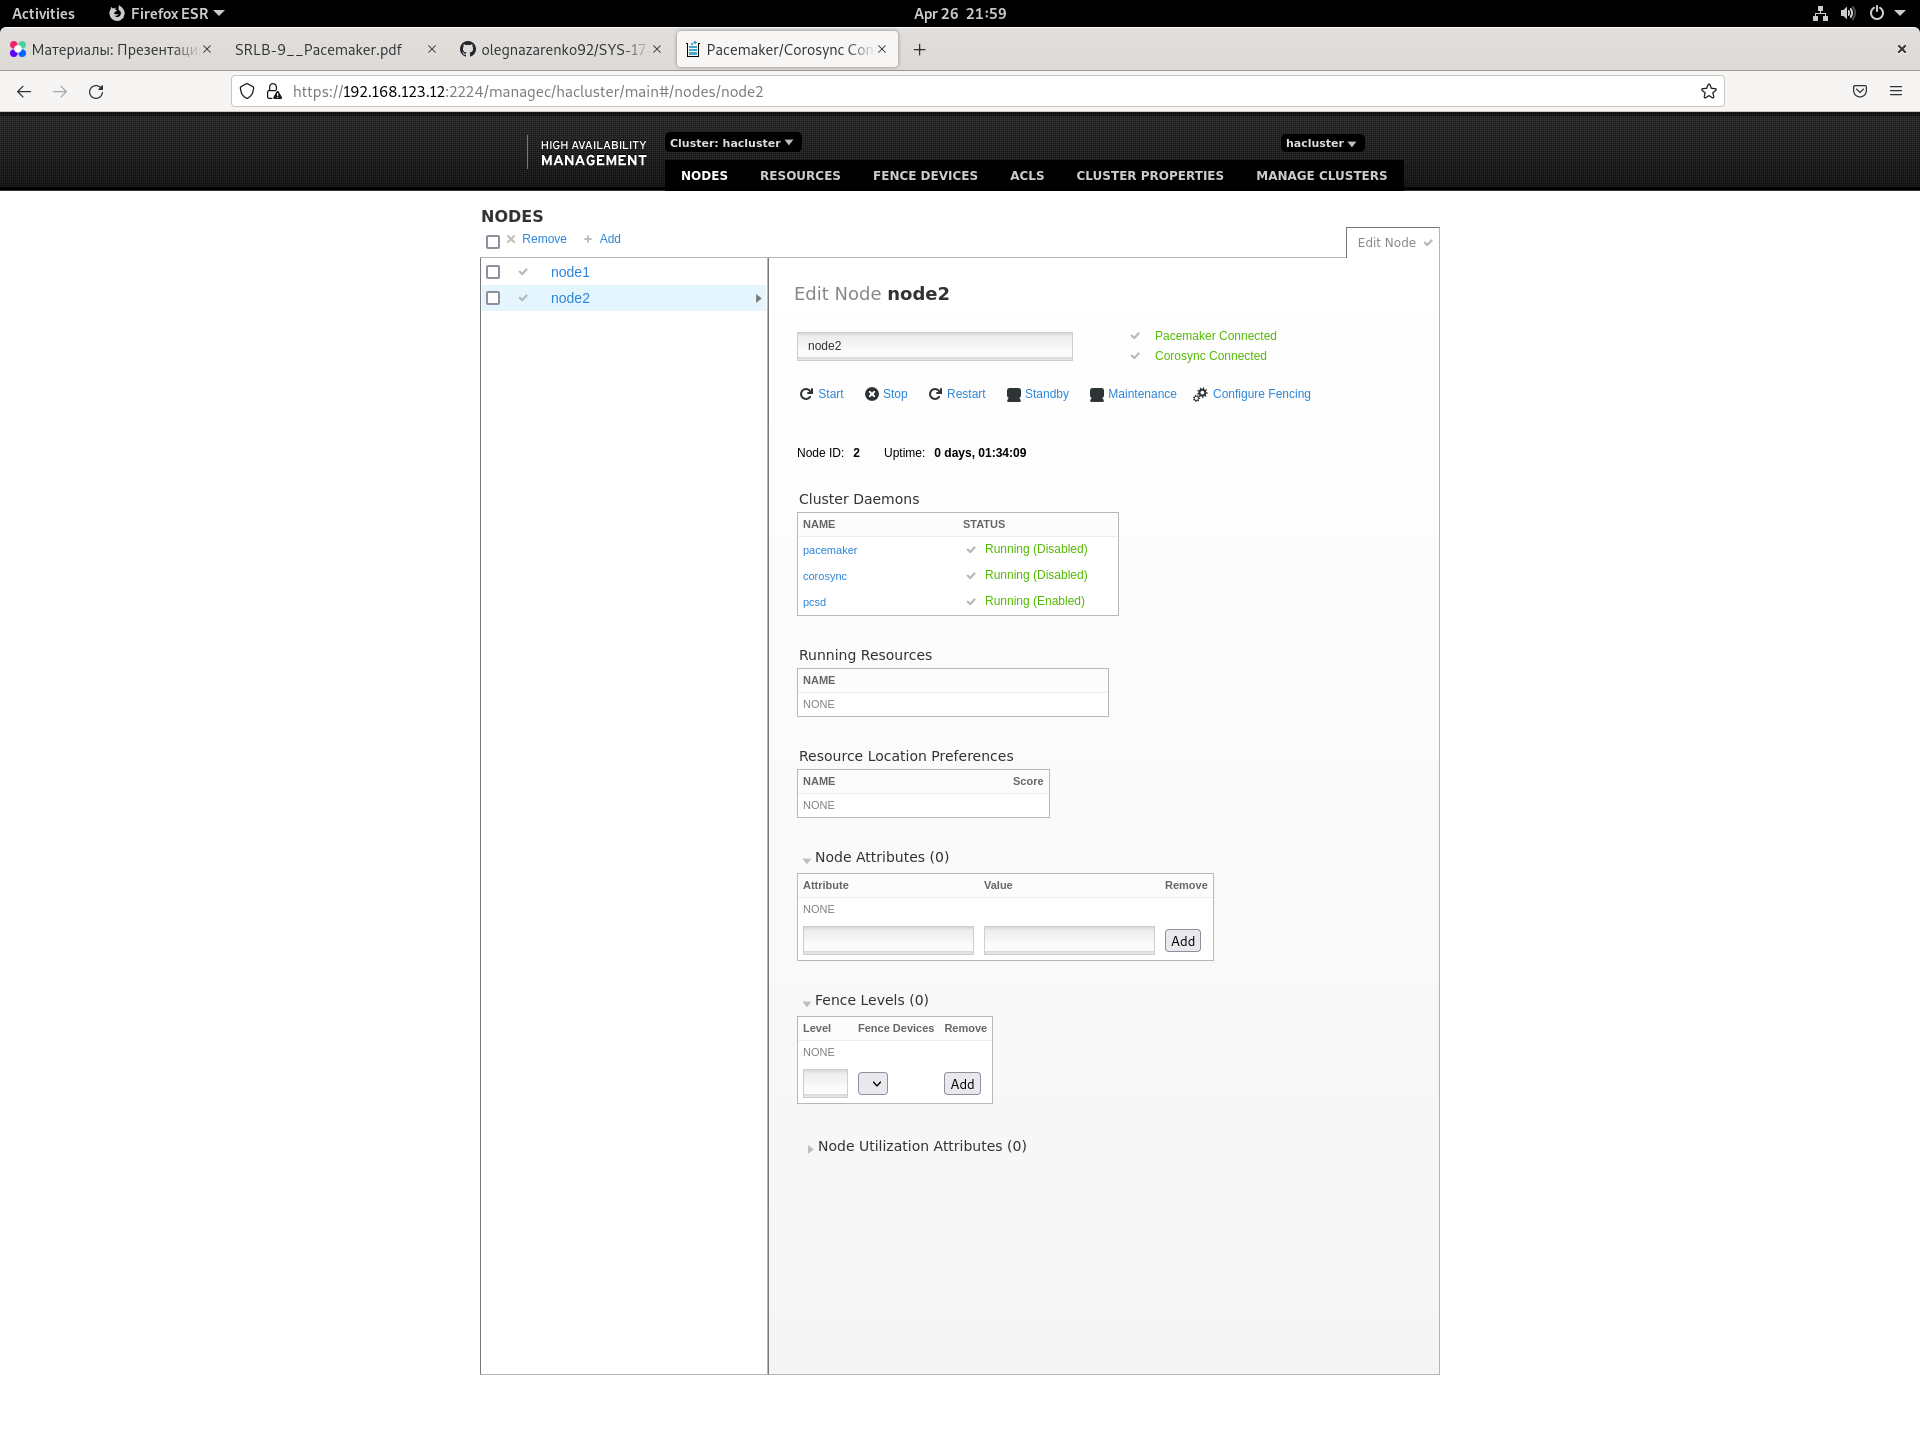 Activities Firefox ESR Apr 26 21:59
Материалы: Презентаци SRLB-9__Pacemaker.pdf olegnazarenko92/SYS-17 Pacemaker/Corosync Con
https://192.168.123.12:2224/managec/hacluster/main#/nodes/node2
HIGH AVAILABILITY
MANAGEMENT
Cluster: hacluster hacluster
NODES RESOURCES FENCE DEVICES ACLS CLUSTER PROPERTIES MANAGE CLUSTERS
NODES
Remove Add
Edit Node
node1
node2
Edit Node node2
node2
Pacemaker Connected
Corosync Connected
Start Stop Restart Standby Maintenance Configure Fencing
Node ID: 2 Uptime: 0 days, 01:34:09
Cluster Daemons
NAME STATUS
pacemaker Running (Disabled)
corosync Running (Disabled)
pcsd Running (Enabled)
Running Resources
NAME
NONE
Resource Location Preferences
NAME Score
NONE
Node Attributes (0)
Attribute Value Remove
NONE
Add
Fence Levels (0)
Level Fence Devices Remove
NONE
Add
Node Utilization Attributes (0)